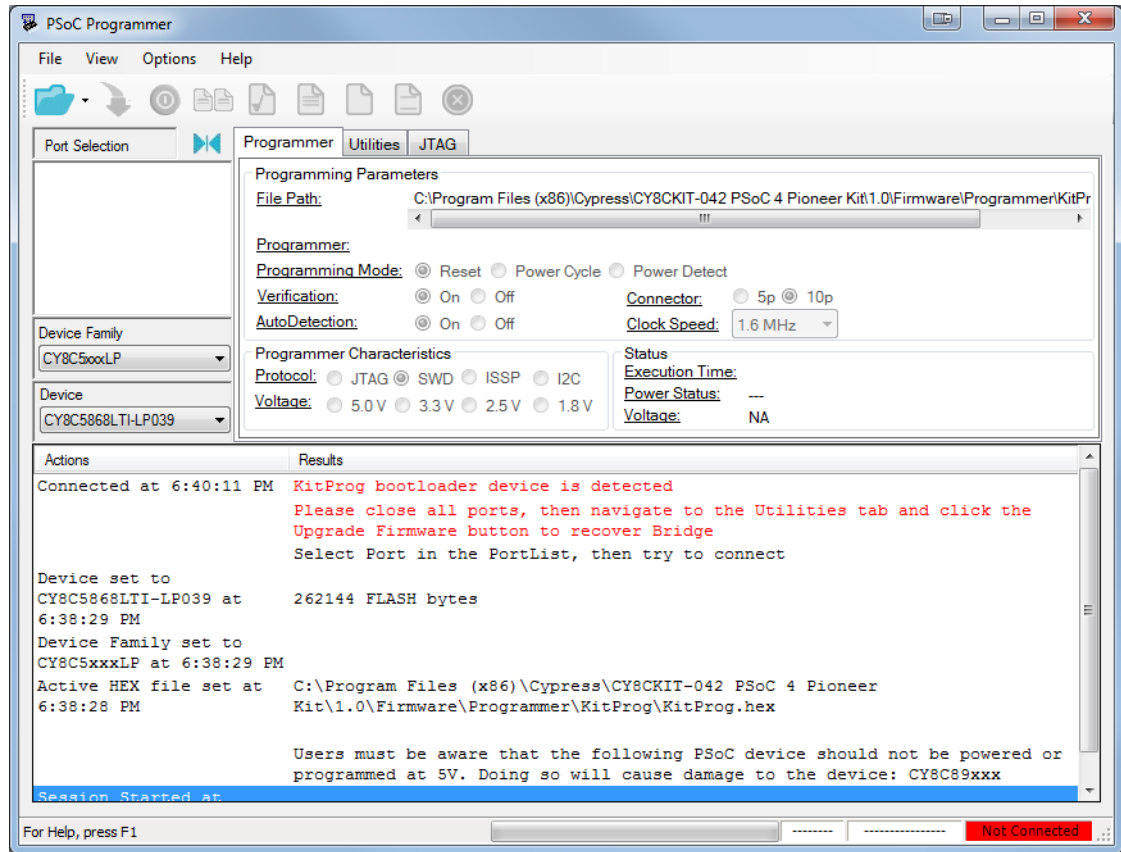 PSoC Programmer
File View Options Help
Port Selection
Programmer Utilities JTAG
Programming Parameters
File Path: C:\Program Files (x86)\Cypress\CY8CKIT-042 PSoC 4 Pioneer Kit\1.0\Firmware\Programmer\KitPr
Programmer:
Programming Mode: Reset Power Cycle Power Detect
Verification: On Off Connector: 5p 10p
AutoDetection: On Off Clock Speed: 1.6 MHz
Device Family
CY8C5xxxLP
Device
CY8C5868LTI-LP039
Programmer Characteristics
Protocol: JTAG SWD ISSP I2C
Voltage: 5.0 V 3.3 V 2.5 V 1.8 V
Status
Execution Time:
Power Status: ---
Voltage: NA
Actions Results
Connected at 6:40:11 PM KitProg bootloader device is detected
Please close all ports, then navigate to the Utilities tab and click the
Upgrade Firmware button to recover Bridge
Select Port in the PortList, then try to connect
Device set to
CY8C5868LTI-LP039 at 262144 FLASH bytes
6:38:29 PM
Device Family set to
CY8C5xxxLP at 6:38:29 PM
Active HEX file set at C:\Program Files (x86)\Cypress\CY8CKIT-042 PSoC 4 Pioneer
6:38:28 PM Kit\1.0\Firmware\Programmer\KitProg\KitProg.hex
Users must be aware that the following PSoC device should not be powered or
programmed at 5V. Doing so will cause damage to the device: CY8C89xxx
Session Started at
For Help, press F1 -------- ---------------- Not Connected